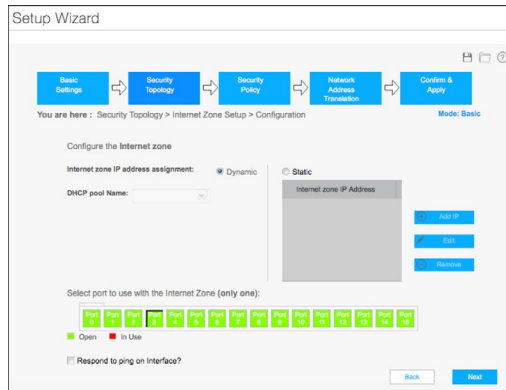 Setup Wizard
Basic Settings
Security Topology
Security Policy
Network Address Translation
Confirm & Apply
You are here : Security Topology > Internet Zone Setup > Configuration
Mode: Basic
Configure the Internet zone
Internet zone IP address assignment:
Dynamic
Static
DHCP pool Name:
Internet zone IP Address
Add IP
Edit
Remove
Select port to use with the Internet Zone (only one):
Port 0
Port 1
Port 2
Port 3
Port 4
Port 5
Port 6
Port 7
Port 8
Port 9
Port 10
Port 11
Port 12
Port 13
Port 14
Port 15
Open
In Use
Respond to ping on Interface?
Back
Next